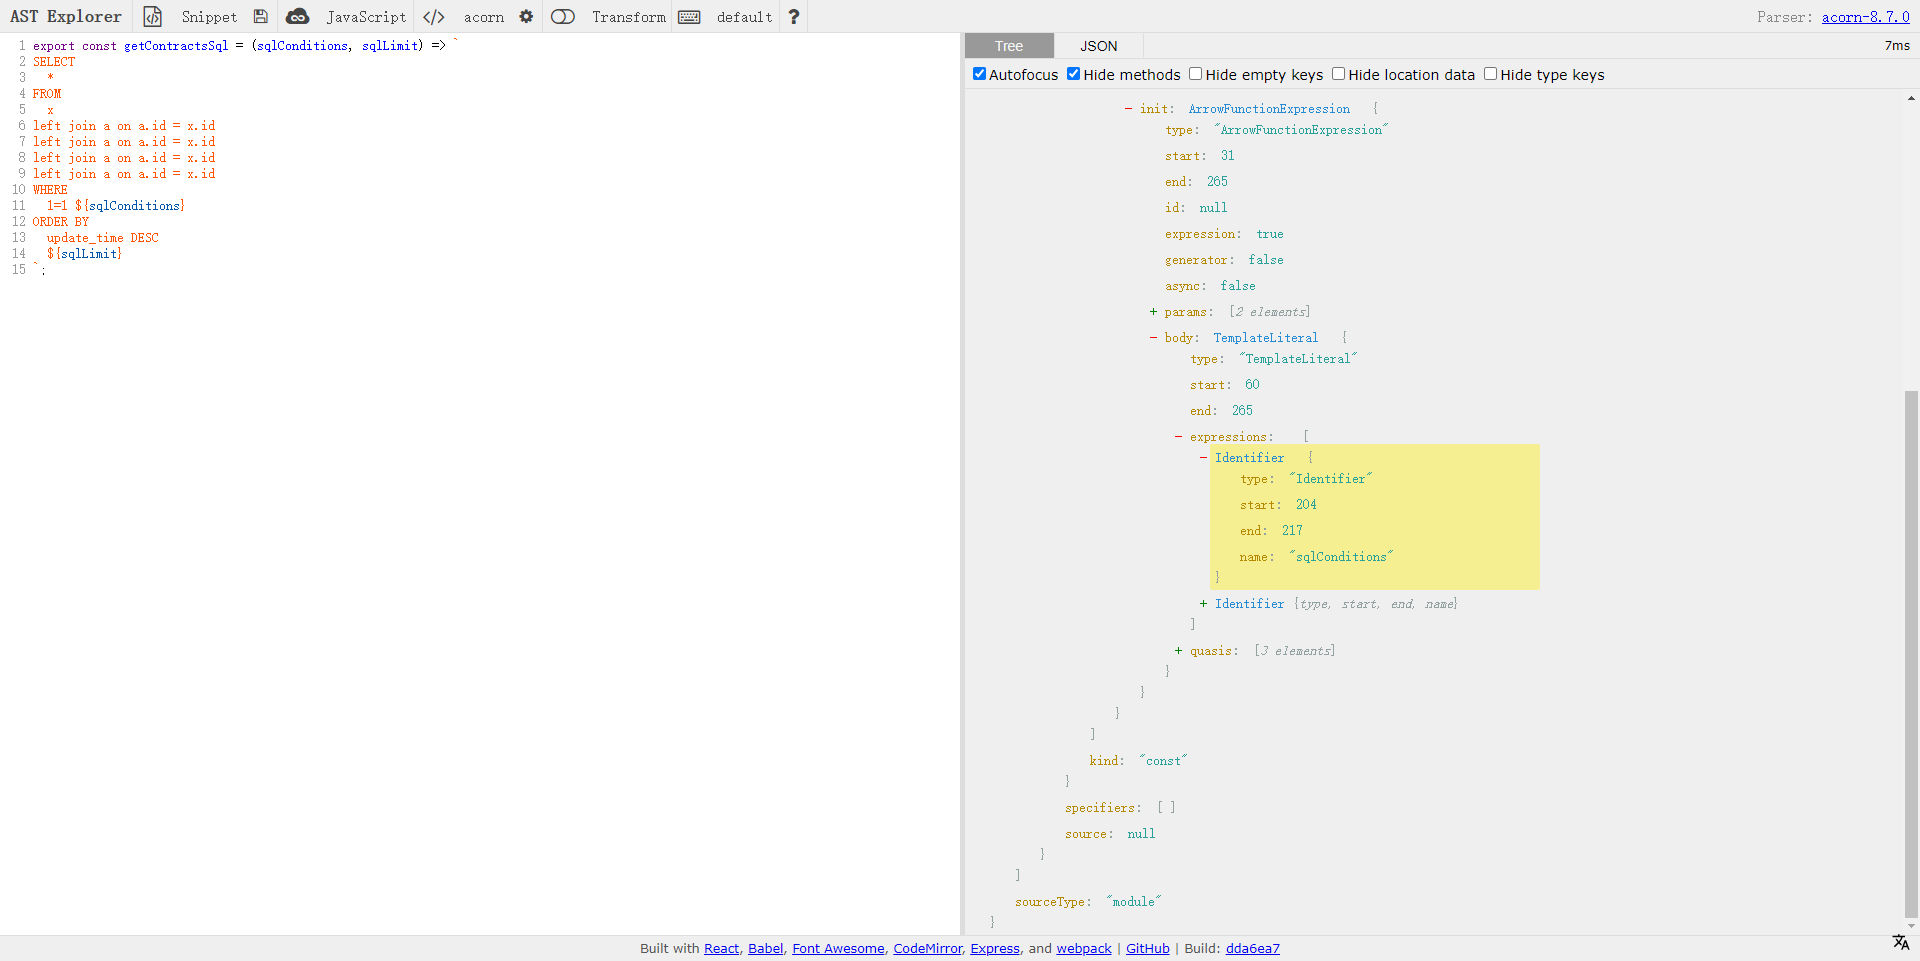 AST Explorer Snippet JavaScript </> acorn Transform default ? Parser: acorn-8.7.0
1 export const getContractsSql = (sqlConditions, sqlLimit) => `
2 SELECT
3 *
4 FROM
5 x
6 left join a on a.id = x.id
7 left join a on a.id = x.id
8 left join a on a.id = x.id
9 left join a on a.id = x.id
10 WHERE
11 1=1 ${sqlConditions}
12 ORDER BY
13 update_time DESC
14 ${sqlLimit}
15 `;
Tree JSON 7ms
Autofocus Hide methods Hide empty keys Hide location data Hide type keys
- init: ArrowFunctionExpression {
type: "ArrowFunctionExpression"
start: 31
end: 265
id: null
expression: true
generator: false
async: false
+ params: [2 elements]
- body: TemplateLiteral {
type: "TemplateLiteral"
start: 60
end: 265
- expressions: [
- Identifier {
type: "Identifier"
start: 204
end: 217
name: "sqlConditions"
}
+ Identifier {type, start, end, name}
]
+ quasis: [3 elements]
}
}
}
]
kind: "const"
}
specifiers: [ ]
source: null
}
]
sourceType: "module"
}
Built with React, Babel, Font Awesome, CodeMirror, Express, and webpack | GitHub | Build: dda6ea7